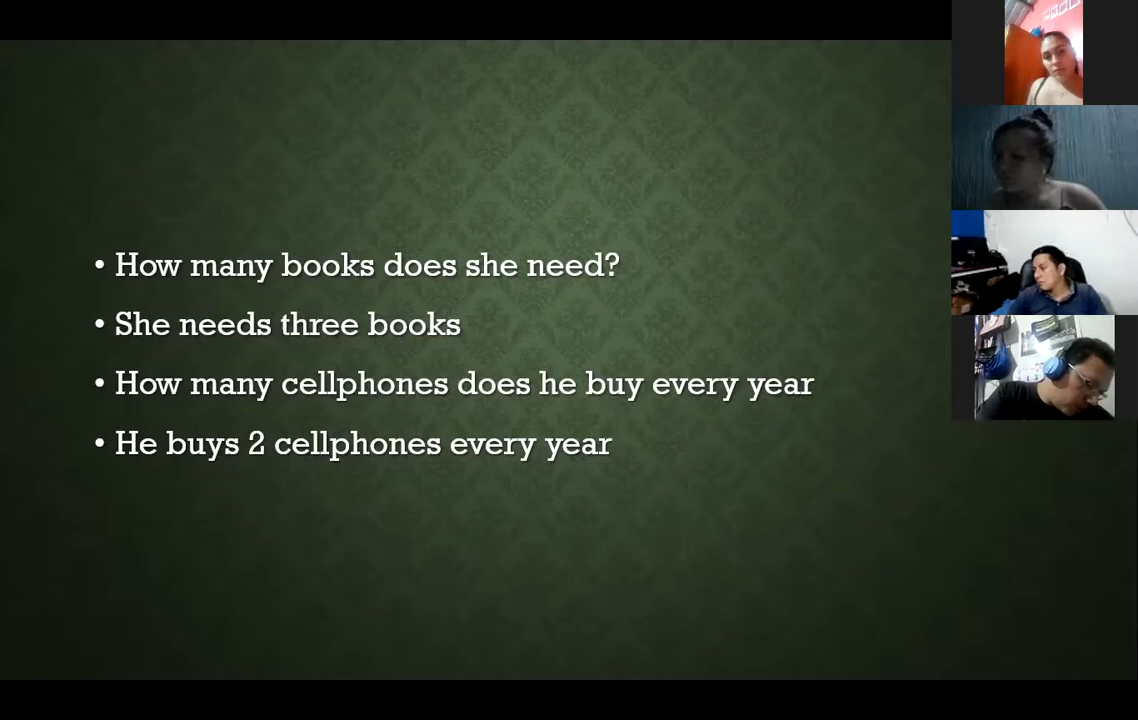 • How many books does she need?
• She needs three books
• How many cellphones does he buy every year
• He buys 2 cellphones every year